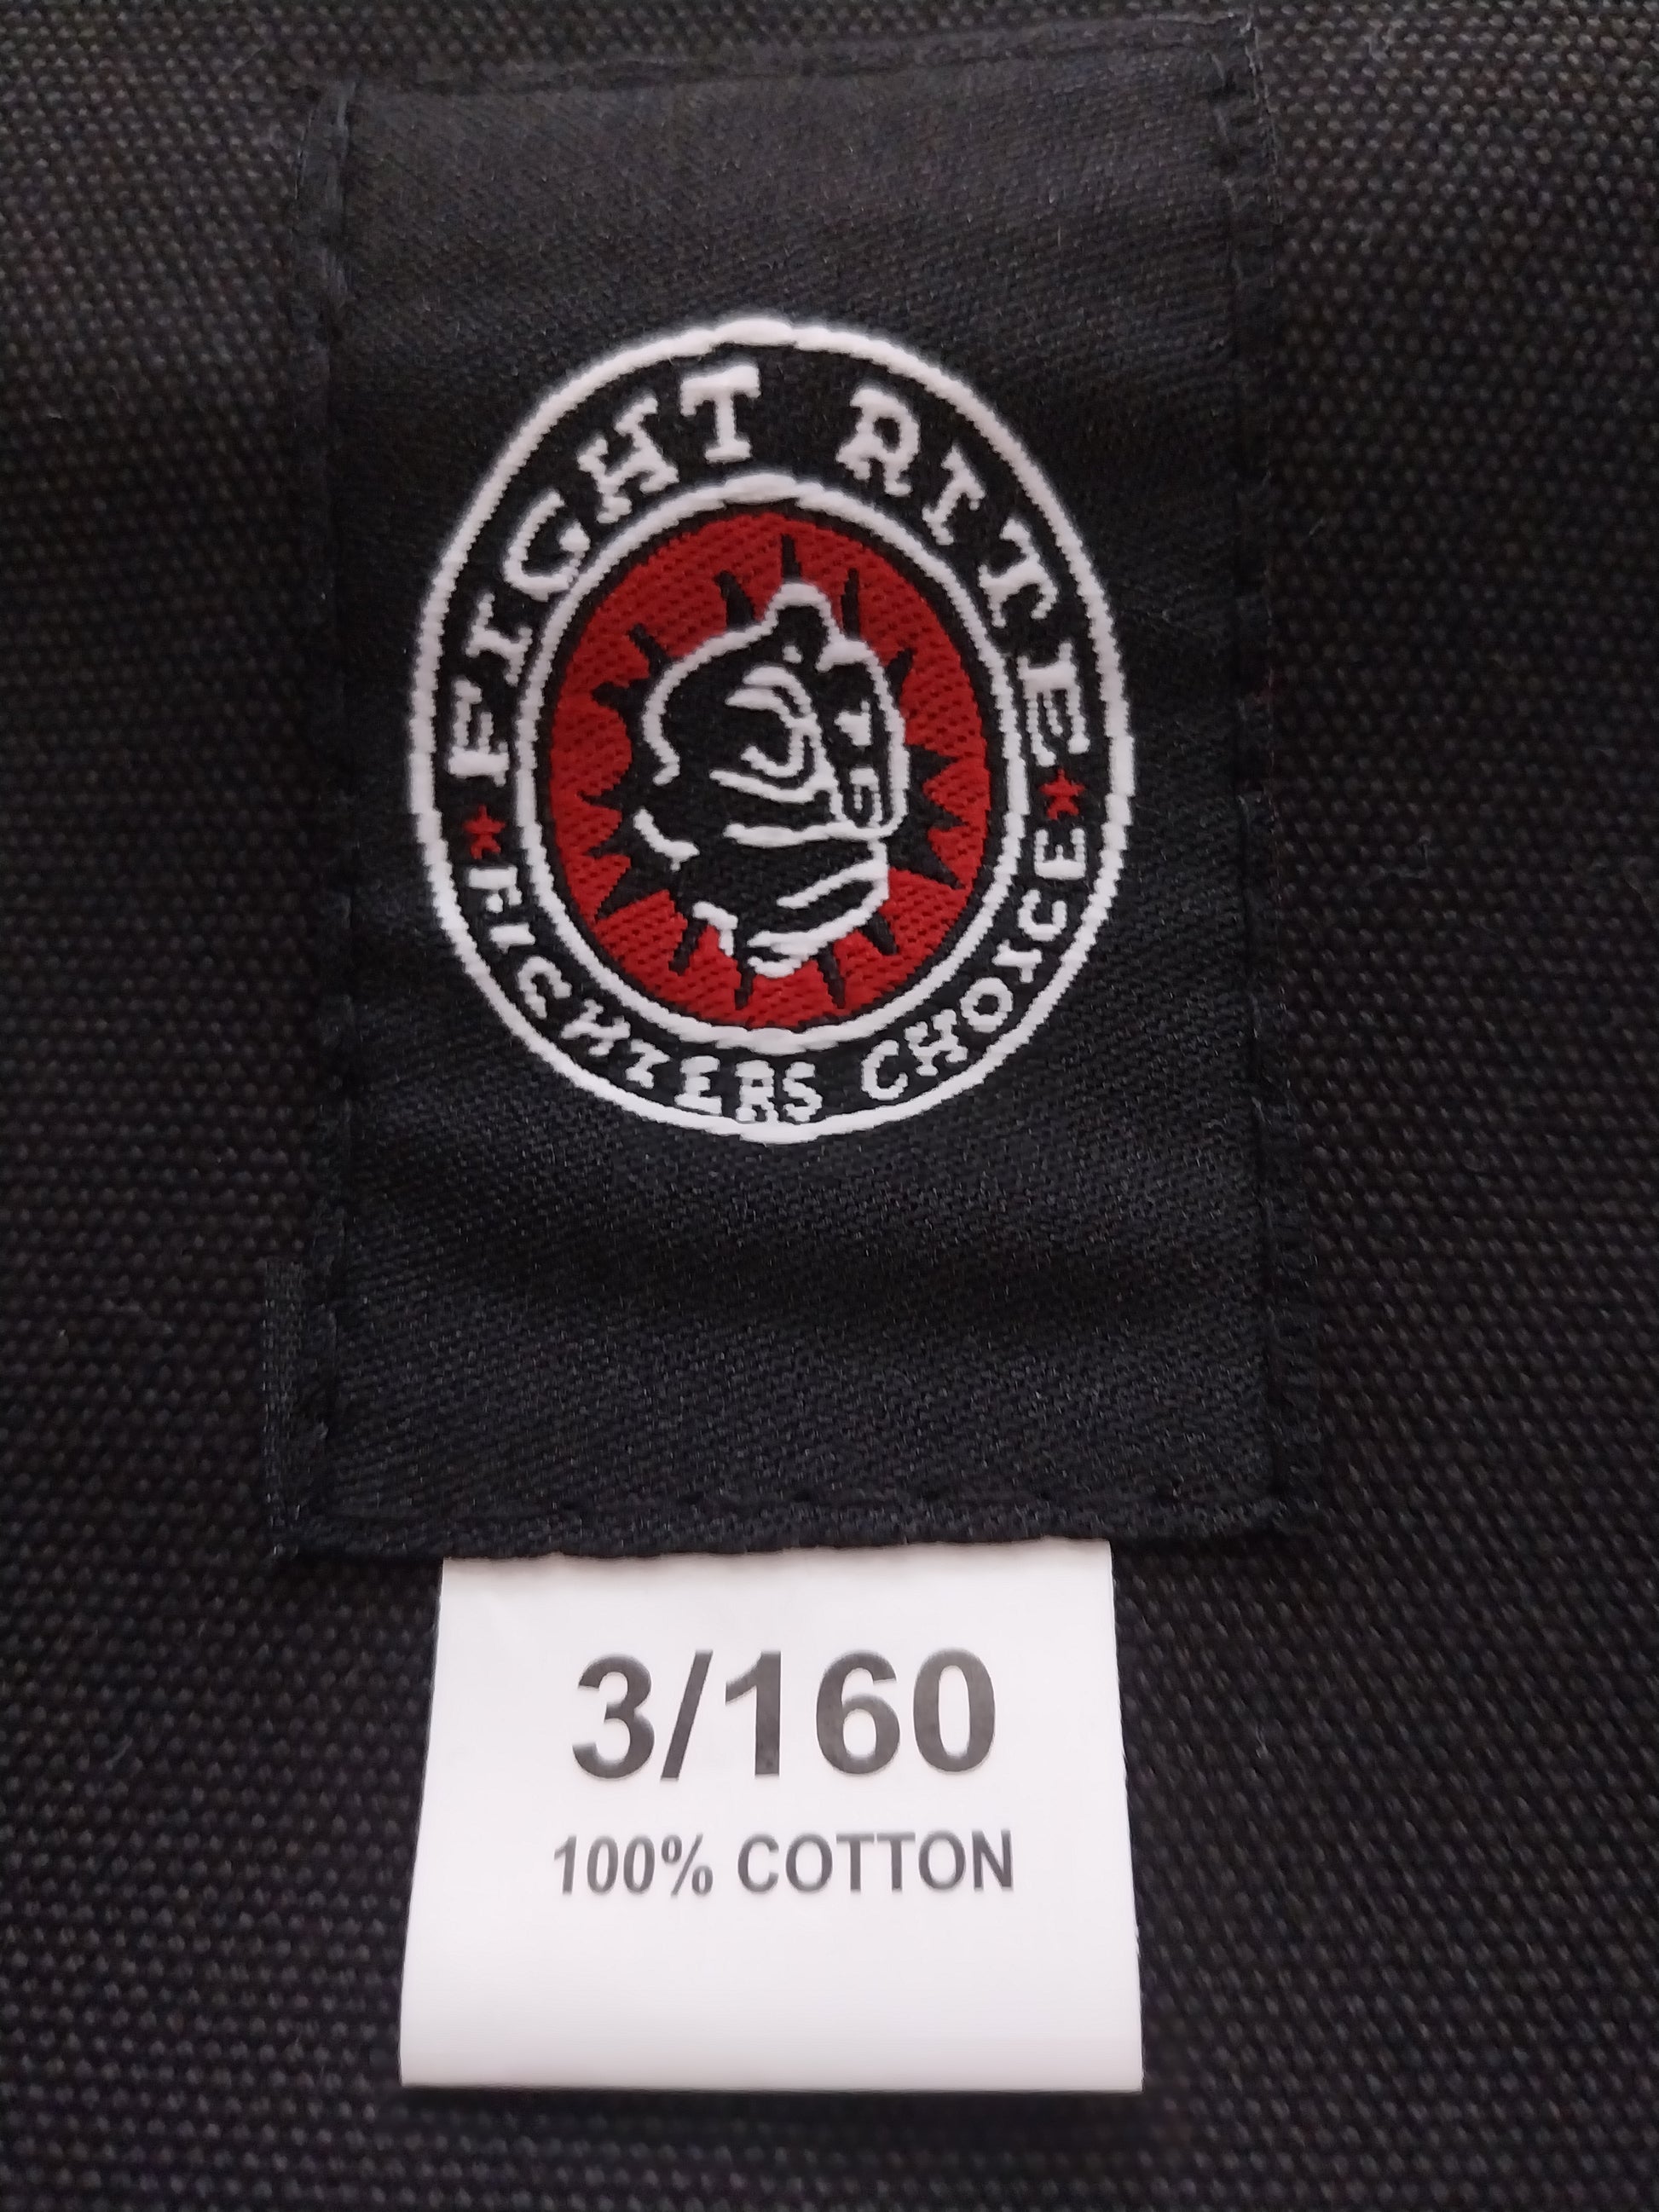 FIGHT RITE
FIGHTERS CHOICE
3/160
100% COTTON